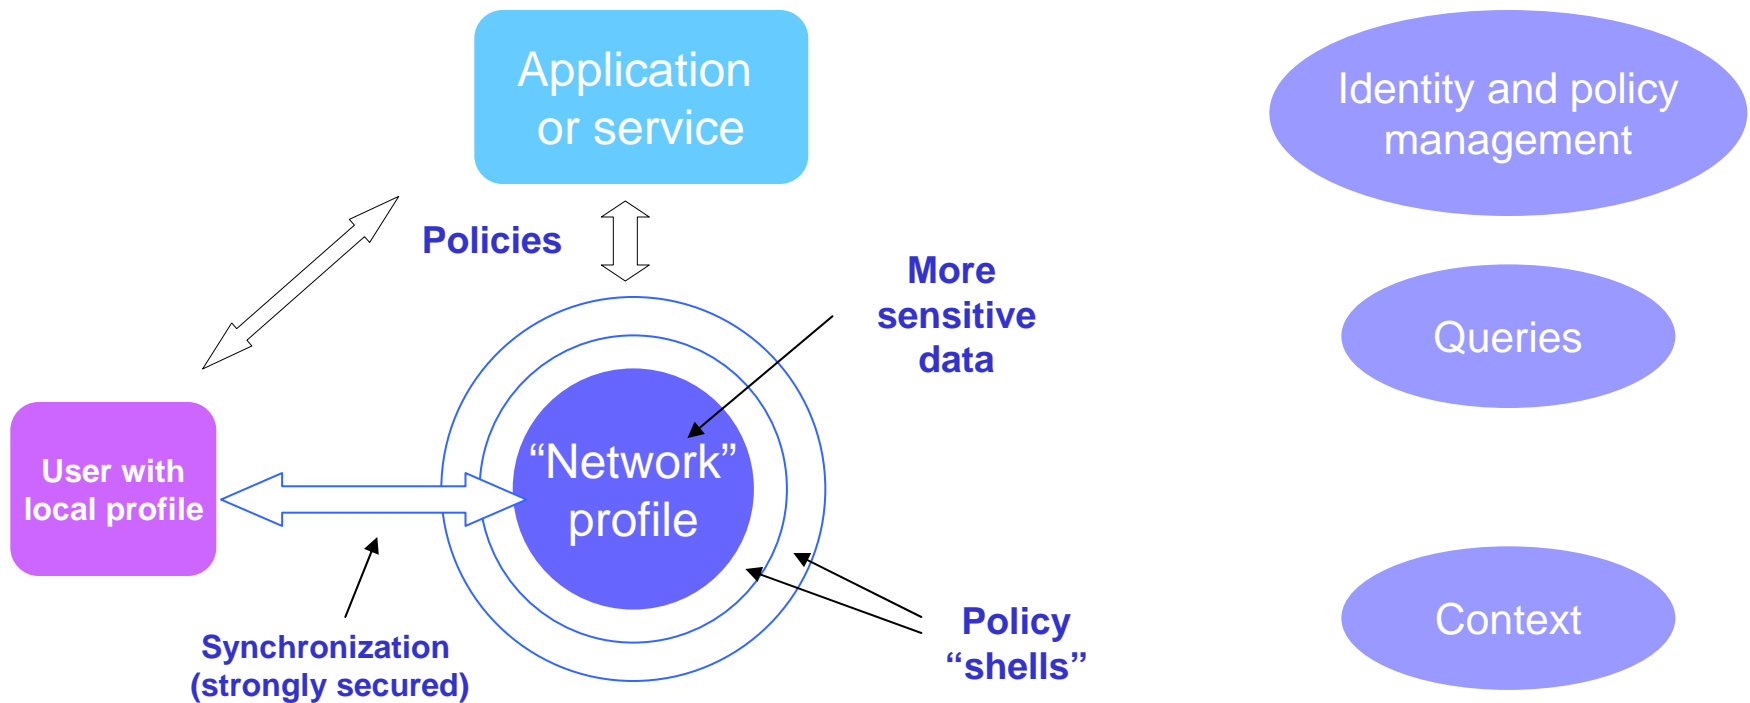 Application
or service
Identity and policy
management
Policies
More
sensitive
data
Queries
User with
local profile
“Network”
profile
Synchronization
(strongly secured)
Policy
“shells”
Context